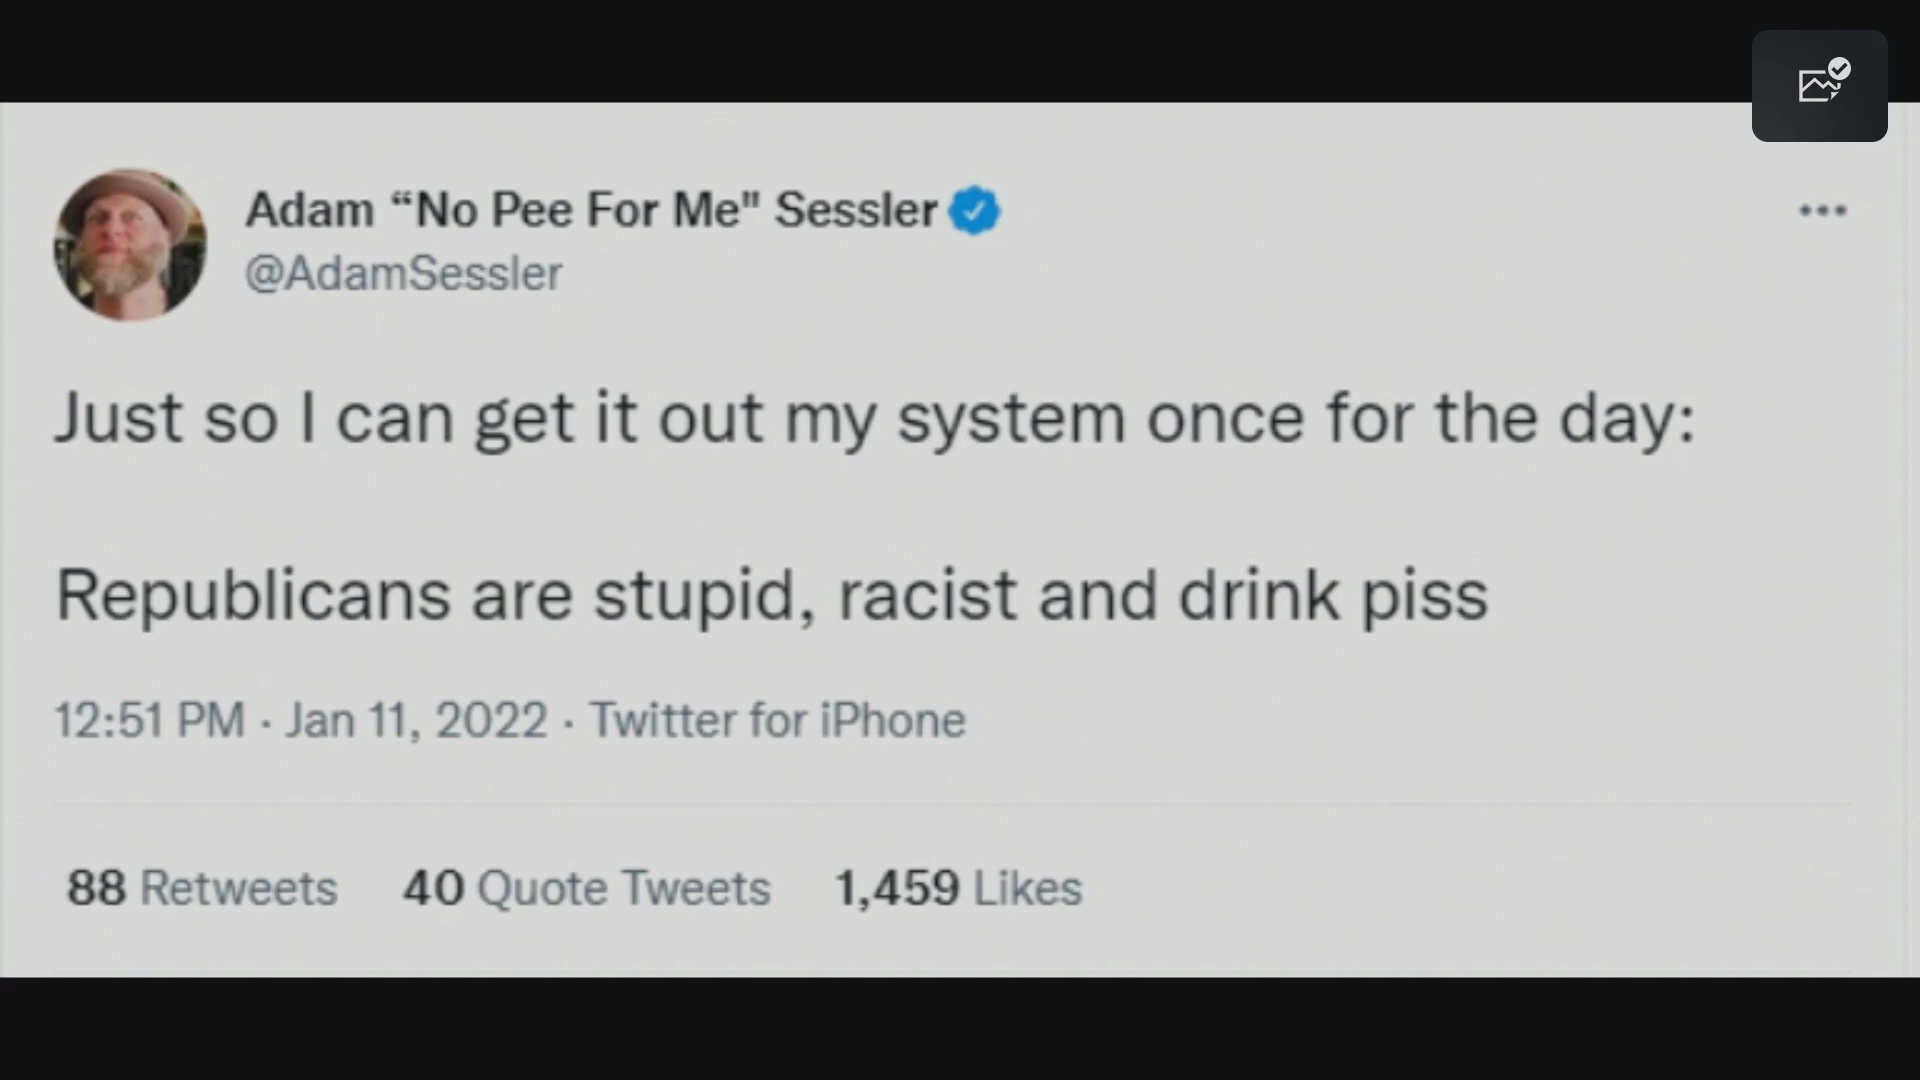 Adam “No Pee For Me" Sessler
@AdamSessler
Just so I can get it out my system once for the day:
Republicans are stupid, racist and drink piss
12:51 PM · Jan 11, 2022 · Twitter for iPhone
88 Retweets 40 Quote Tweets 1,459 Likes